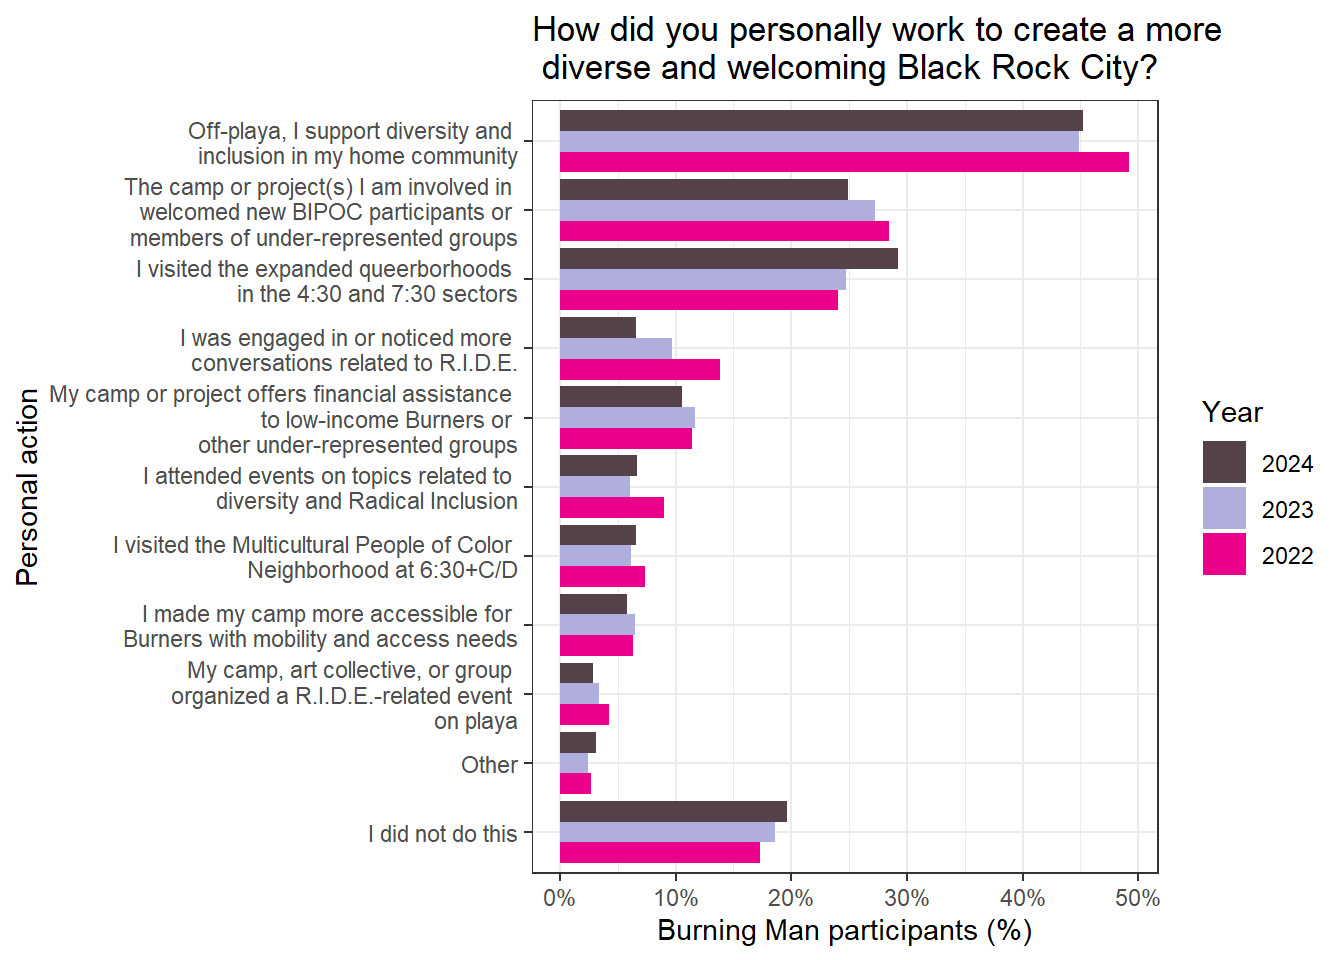 How did you personally work to create a more
diverse and welcoming Black Rock City?
Off-playa, I support diversity and
inclusion in my home community
The camp or project(s) I am involved in
welcomed new BIPOC participants or
members of under-represented groups
I visited the expanded queerborhoods
in the 4:30 and 7:30 sectors
I was engaged in or noticed more
conversations related to R.I.D.E.
My camp or project offers financial assistance
to low-income Burners or
other under-represented groups
I attended events on topics related to
diversity and Radical Inclusion
I visited the Multicultural People of Color
Neighborhood at 6:30+C/D
I made my camp more accessible for
Burners with mobility and access needs
My camp, art collective, or group
organized a R.I.D.E.-related event
on playa
Other
I did not do this
Personal action
0% 10% 20% 30% 40% 50%
Burning Man participants (%)
Year
2024
2023
2022